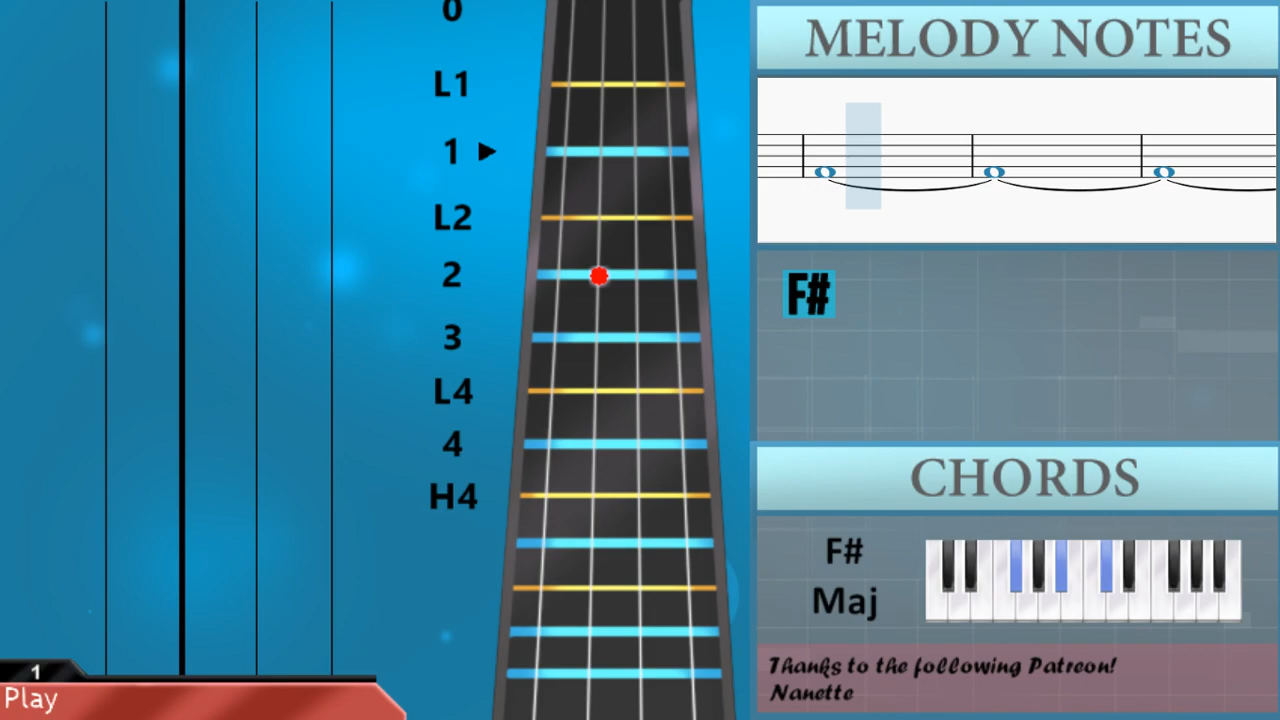 0
L1
1 ►
L2
2
3
L4
4
H4
1
Play
MELODY NOTES
F#
CHORDS
F#
Maj
Thanks to the following Patreon!
Nanette